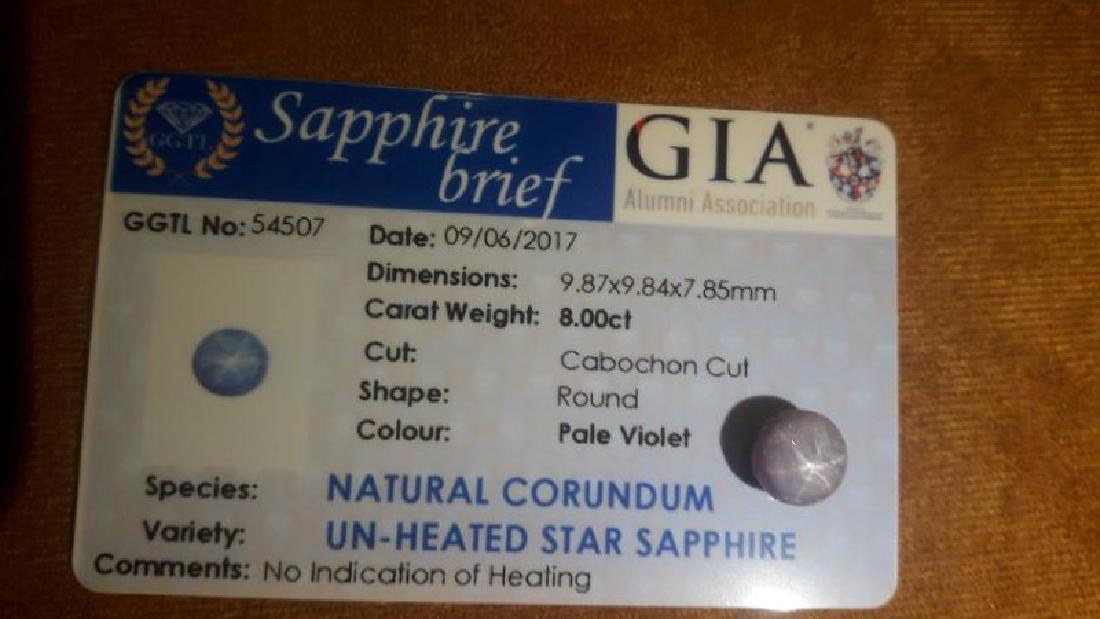 GGTL
Sapphire
brief
GIA
Alumni Association
GGTL No: 54507
Date: 09/06/2017
Dimensions: 9.87x9.84x7.85mm
Carat Weight: 8.00ct
Cut: Cabochon Cut
Shape: Round
Colour: Pale Violet
Species: NATURAL CORUNDUM
Variety: UN-HEATED STAR SAPPHIRE
Comments: No Indication of Heating